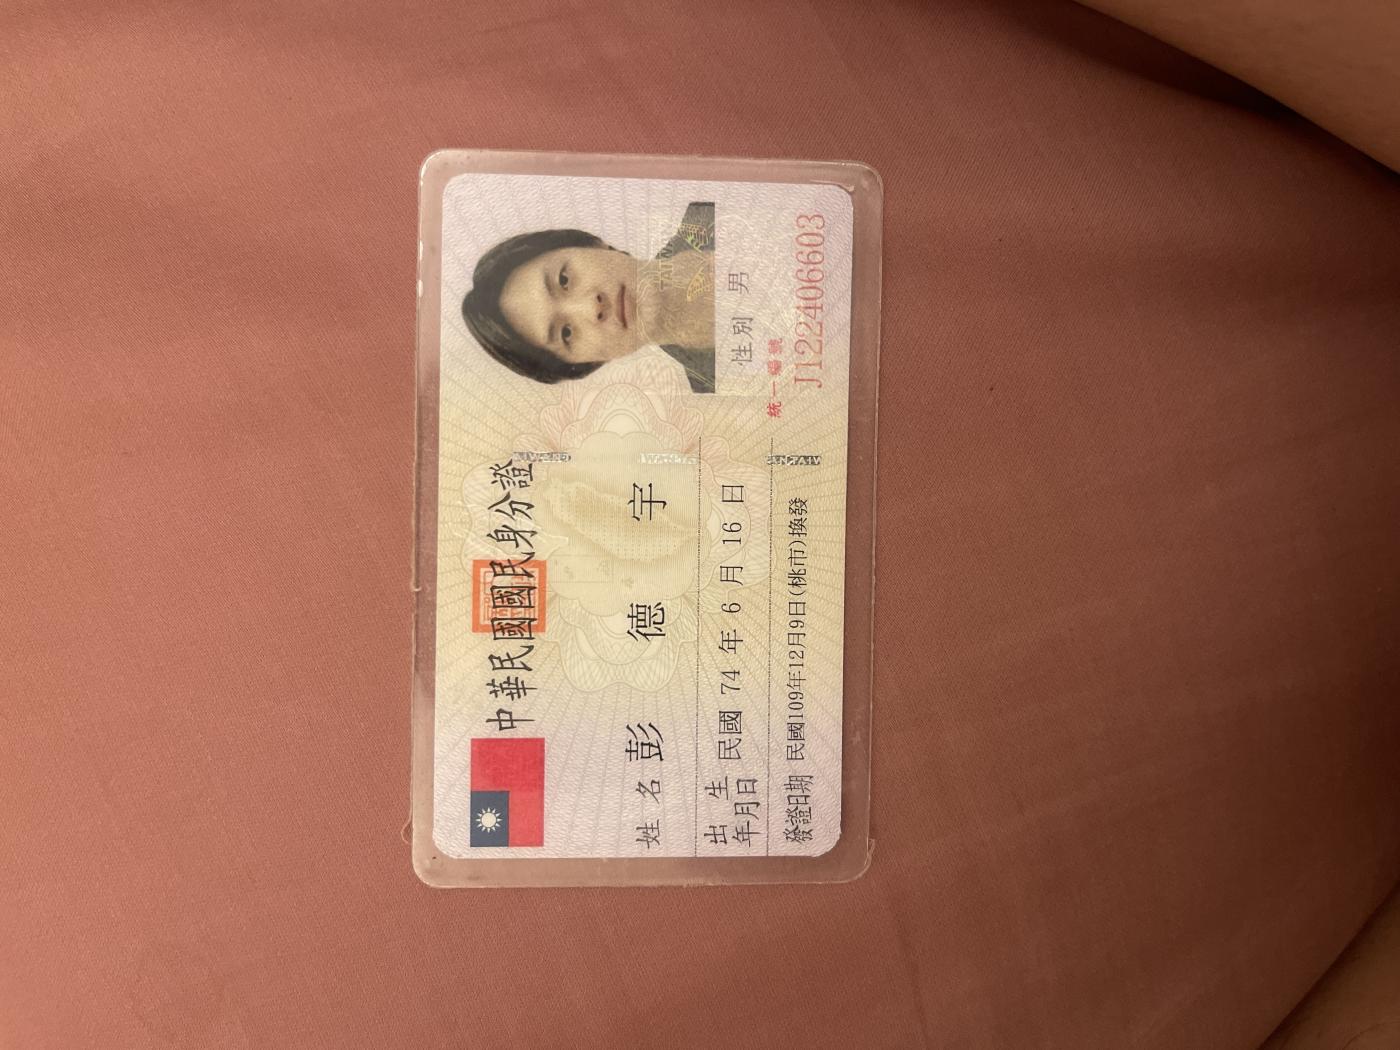 中華民國國民身分證
姓名 彭德宇
出生年月日 民國 74 年 6 月 16 日
性別 男
發證日期 民國109年12月9日(桃市)換發
統一編號
J122406603
TAIWAN